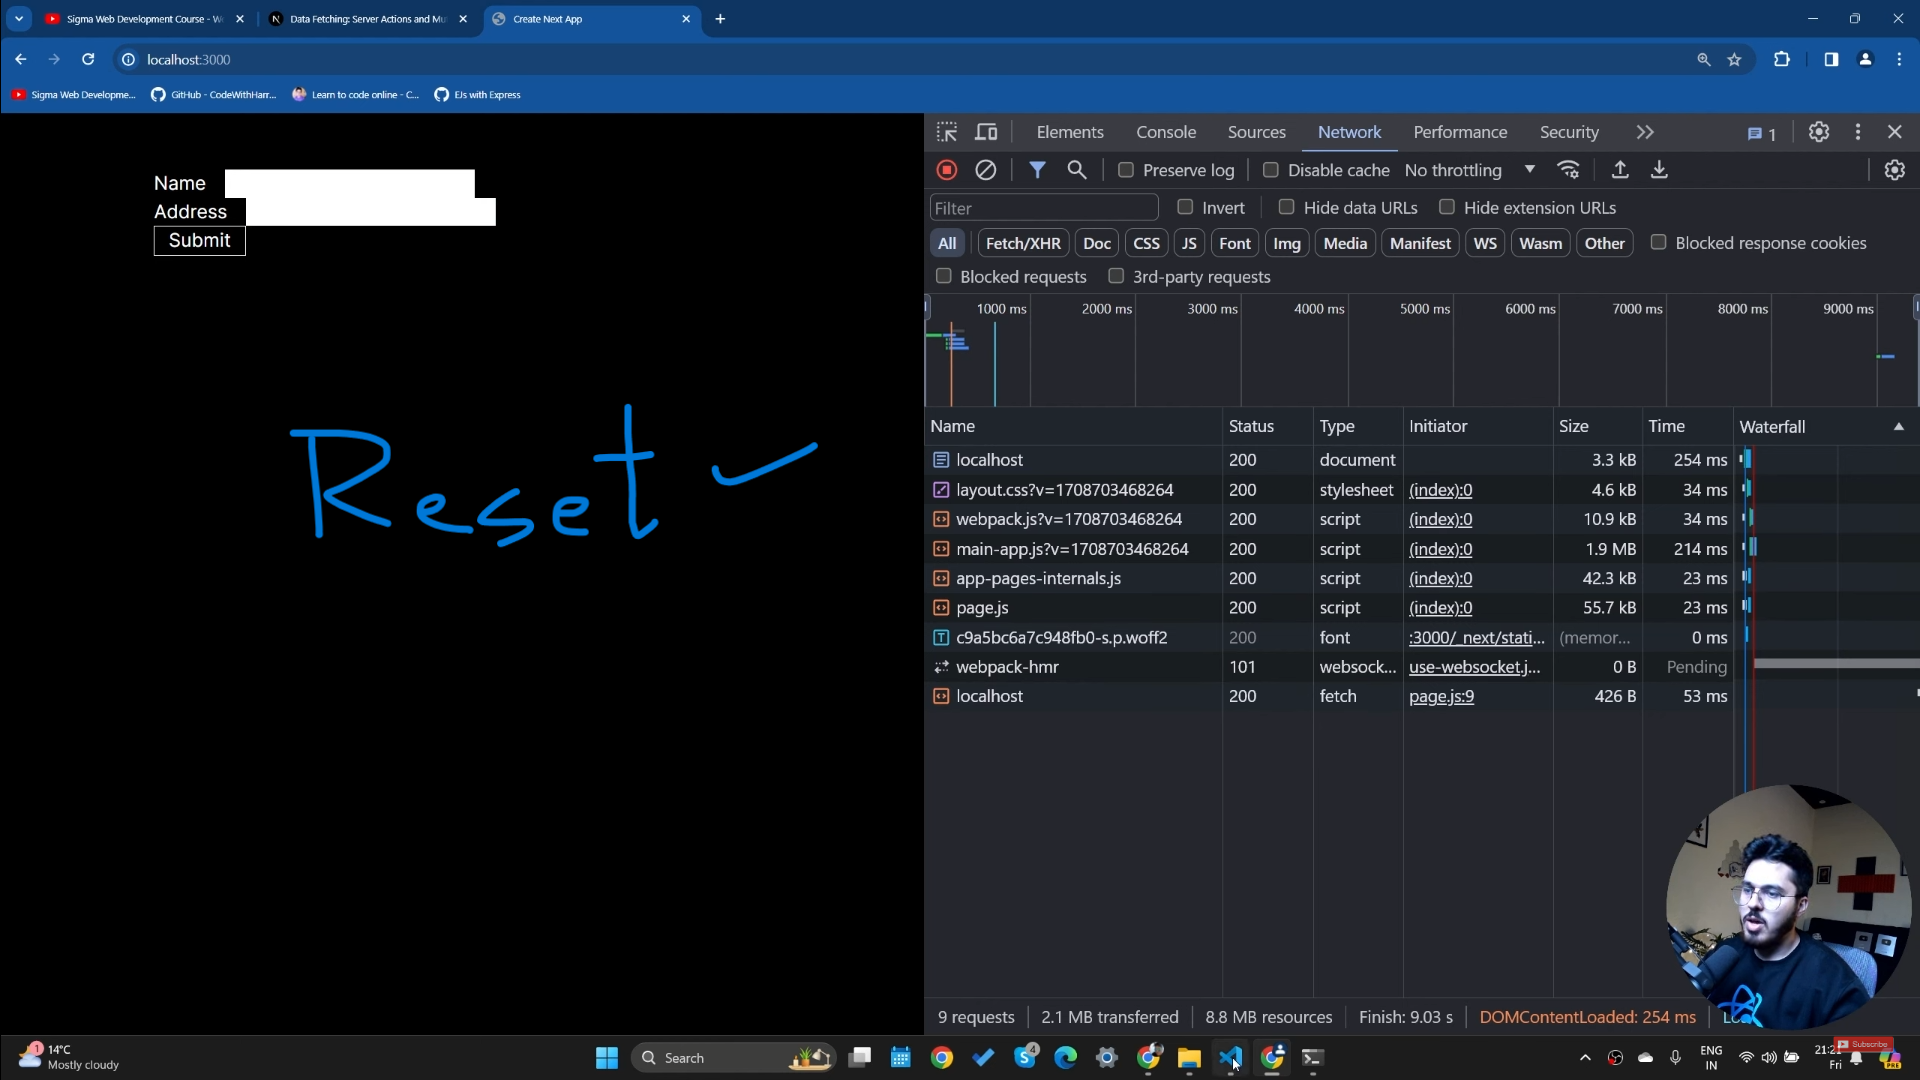 Sigma Web Development Course - W
Data Fetching: Server Actions and Mu
Create Next App
localhost:3000
Sigma Web Developme...
GitHub - CodeWithHarr...
Learn to code online - C...
EJs with Express
Name
Address
Submit
Reset
Elements
Console
Sources
Network
Performance
Security
1
Preserve log
Disable cache
No throttling
Filter
Invert
Hide data URLs
Hide extension URLs
All
Fetch/XHR
Doc
CSS
JS
Font
Img
Media
Manifest
WS
Wasm
Other
Blocked response cookies
Blocked requests
3rd-party requests
1000 ms
2000 ms
3000 ms
4000 ms
5000 ms
6000 ms
7000 ms
8000 ms
9000 ms
Name Status Type Initiator Size Time Waterfall
localhost 200 document 3.3 kB 254 ms
layout.css?v=1708703468264 200 stylesheet (index):0 4.6 kB 34 ms
webpack.js?v=1708703468264 200 script (index):0 10.9 kB 34 ms
main-app.js?v=1708703468264 200 script (index):0 1.9 MB 214 ms
app-pages-internals.js 200 script (index):0 42.3 kB 23 ms
page.js 200 script (index):0 55.7 kB 23 ms
c9a5bc6a7c948fb0-s.p.woff2 200 font :3000/_next/stati... (memor... 0 ms
webpack-hmr 101 websock... use-websocket.j... 0 B Pending
localhost 200 fetch page.js:9 426 B 53 ms
9 requests
2.1 MB transferred
8.8 MB resources
Finish: 9.03 s
DOMContentLoaded: 254 ms
Subscribe
1
14°C
Mostly cloudy
Search
4
ENG
IN
21:21
Fri
PRE